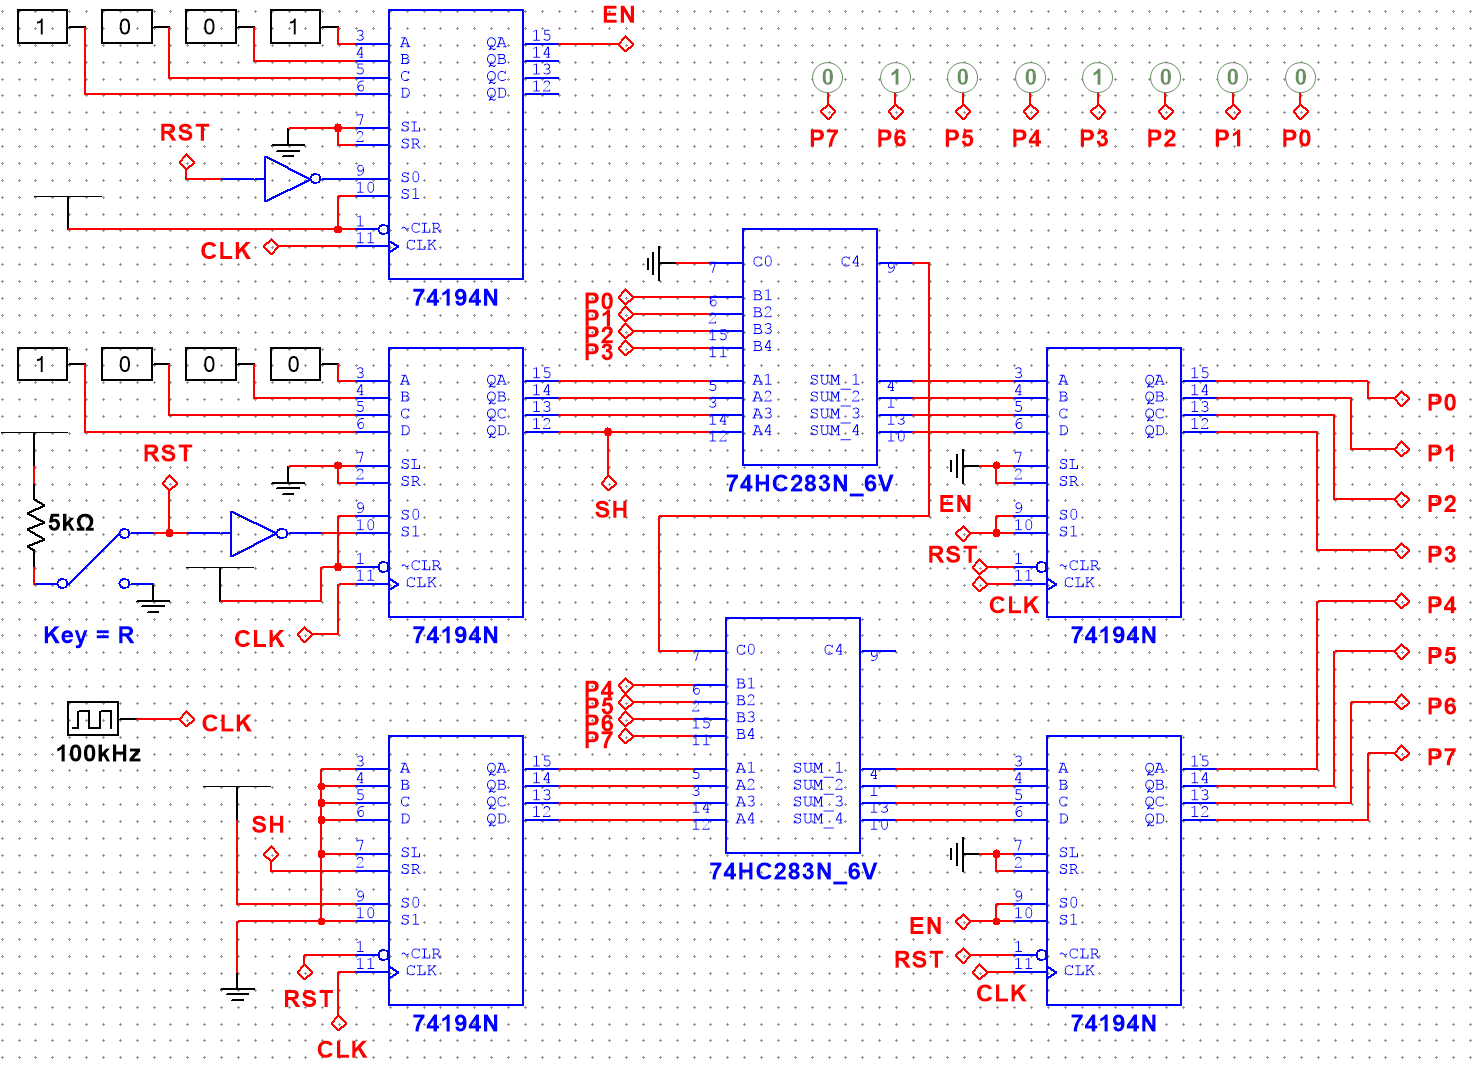 1 0 0 1
3 A QA 15
4 B QB 14
5 C QC 13
6 D QD 12
7 SL
2 SR
9 S0
10 S1
1 ~CLR
11 CLK
74194N
EN
RST
CLK
0 1 0 0 1 0 0 0
P7 P6 P5 P4 P3 P2 P1 P0
7 C0 C4 9
P0 6 B1
P1 2 B2
P2 15 B3
P3 11 B4
5 A1 SUM_1 4
3 A2 SUM_2 1
14 A3 SUM_3 13
12 A4 SUM_4 10
74HC283N_6V
1 0 0 0
3 A QA 15
4 B QB 14
5 C QC 13
6 D QD 12
7 SL
2 SR
9 S0
10 S1
1 ~CLR
11 CLK
74194N
RST
5kΩ
Key = R
CLK
SH
3 A QA 15
4 B QB 14
5 C QC 13
6 D QD 12
7 SL
2 SR
9 S0
10 S1
1 ~CLR
11 CLK
74194N
EN
RST
CLK
P0
P1
P2
P3
P4
P5
P6
P7
7 C0 C4 9
P4 6 B1
P5 2 B2
P6 15 B3
P7 11 B4
5 A1 SUM_1 4
3 A2 SUM_2 1
14 A3 SUM_3 13
12 A4 SUM_4 10
74HC283N_6V
CLK
100kHz
3 A QA 15
4 B QB 14
5 C QC 13
6 D QD 12
7 SL
2 SR
9 S0
10 S1
1 ~CLR
11 CLK
74194N
SH
RST
CLK
3 A QA 15
4 B QB 14
5 C QC 13
6 D QD 12
7 SL
2 SR
9 S0
10 S1
1 ~CLR
11 CLK
74194N
EN
RST
CLK